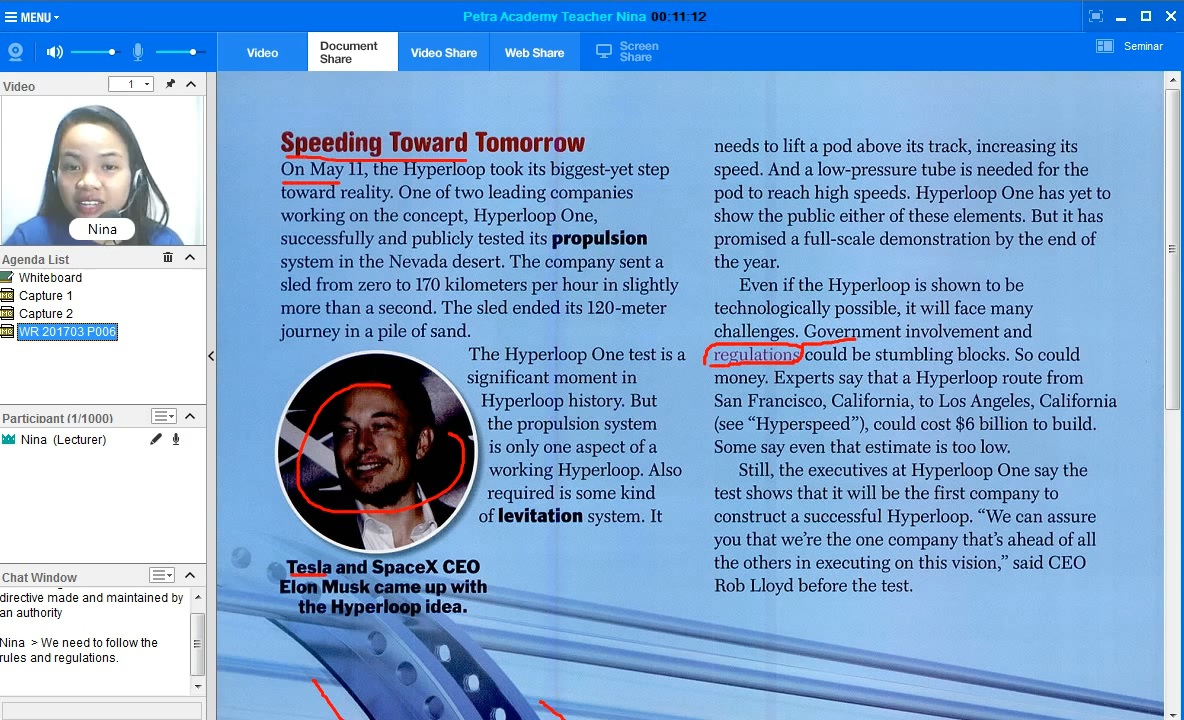 MENU
Petra Academy Teacher Nina 00:11:12
Video
Document
Share
Video Share
Web Share
Screen
Share
Seminar
Video
1
Nina
Agenda List
Whiteboard
Capture 1
Capture 2
WR 201703 P006
Participant (1/1000)
Nina (Lecturer)
Chat Window
directive made and maintained by
an authority
Nina > We need to follow the
rules and regulations.
Speeding Toward Tomorrow
On May 11, the Hyperloop took its biggest-yet step
toward reality. One of two leading companies
working on the concept, Hyperloop One,
successfully and publicly tested its propulsion
system in the Nevada desert. The company sent a
sled from zero to 170 kilometers per hour in slightly
more than a second. The sled ended its 120-meter
journey in a pile of sand.
The Hyperloop One test is a
significant moment in
Hyperloop history. But
the propulsion system
is only one aspect of a
working Hyperloop. Also
required is some kind
of levitation system. It
Tesla and SpaceX CEO
Elon Musk came up with
the Hyperloop idea.
needs to lift a pod above its track, increasing its
speed. And a low-pressure tube is needed for the
pod to reach high speeds. Hyperloop One has yet to
show the public either of these elements. But it has
promised a full-scale demonstration by the end of
the year.
Even if the Hyperloop is shown to be
technologically possible, it will face many
challenges. Government involvement and
regulations could be stumbling blocks. So could
money. Experts say that a Hyperloop route from
San Francisco, California, to Los Angeles, California
(see “Hyperspeed”), could cost $6 billion to build.
Some say even that estimate is too low.
Still, the executives at Hyperloop One say the
test shows that it will be the first company to
construct a successful Hyperloop. “We can assure
you that we’re the one company that’s ahead of all
the others in executing on this vision,” said CEO
Rob Lloyd before the test.